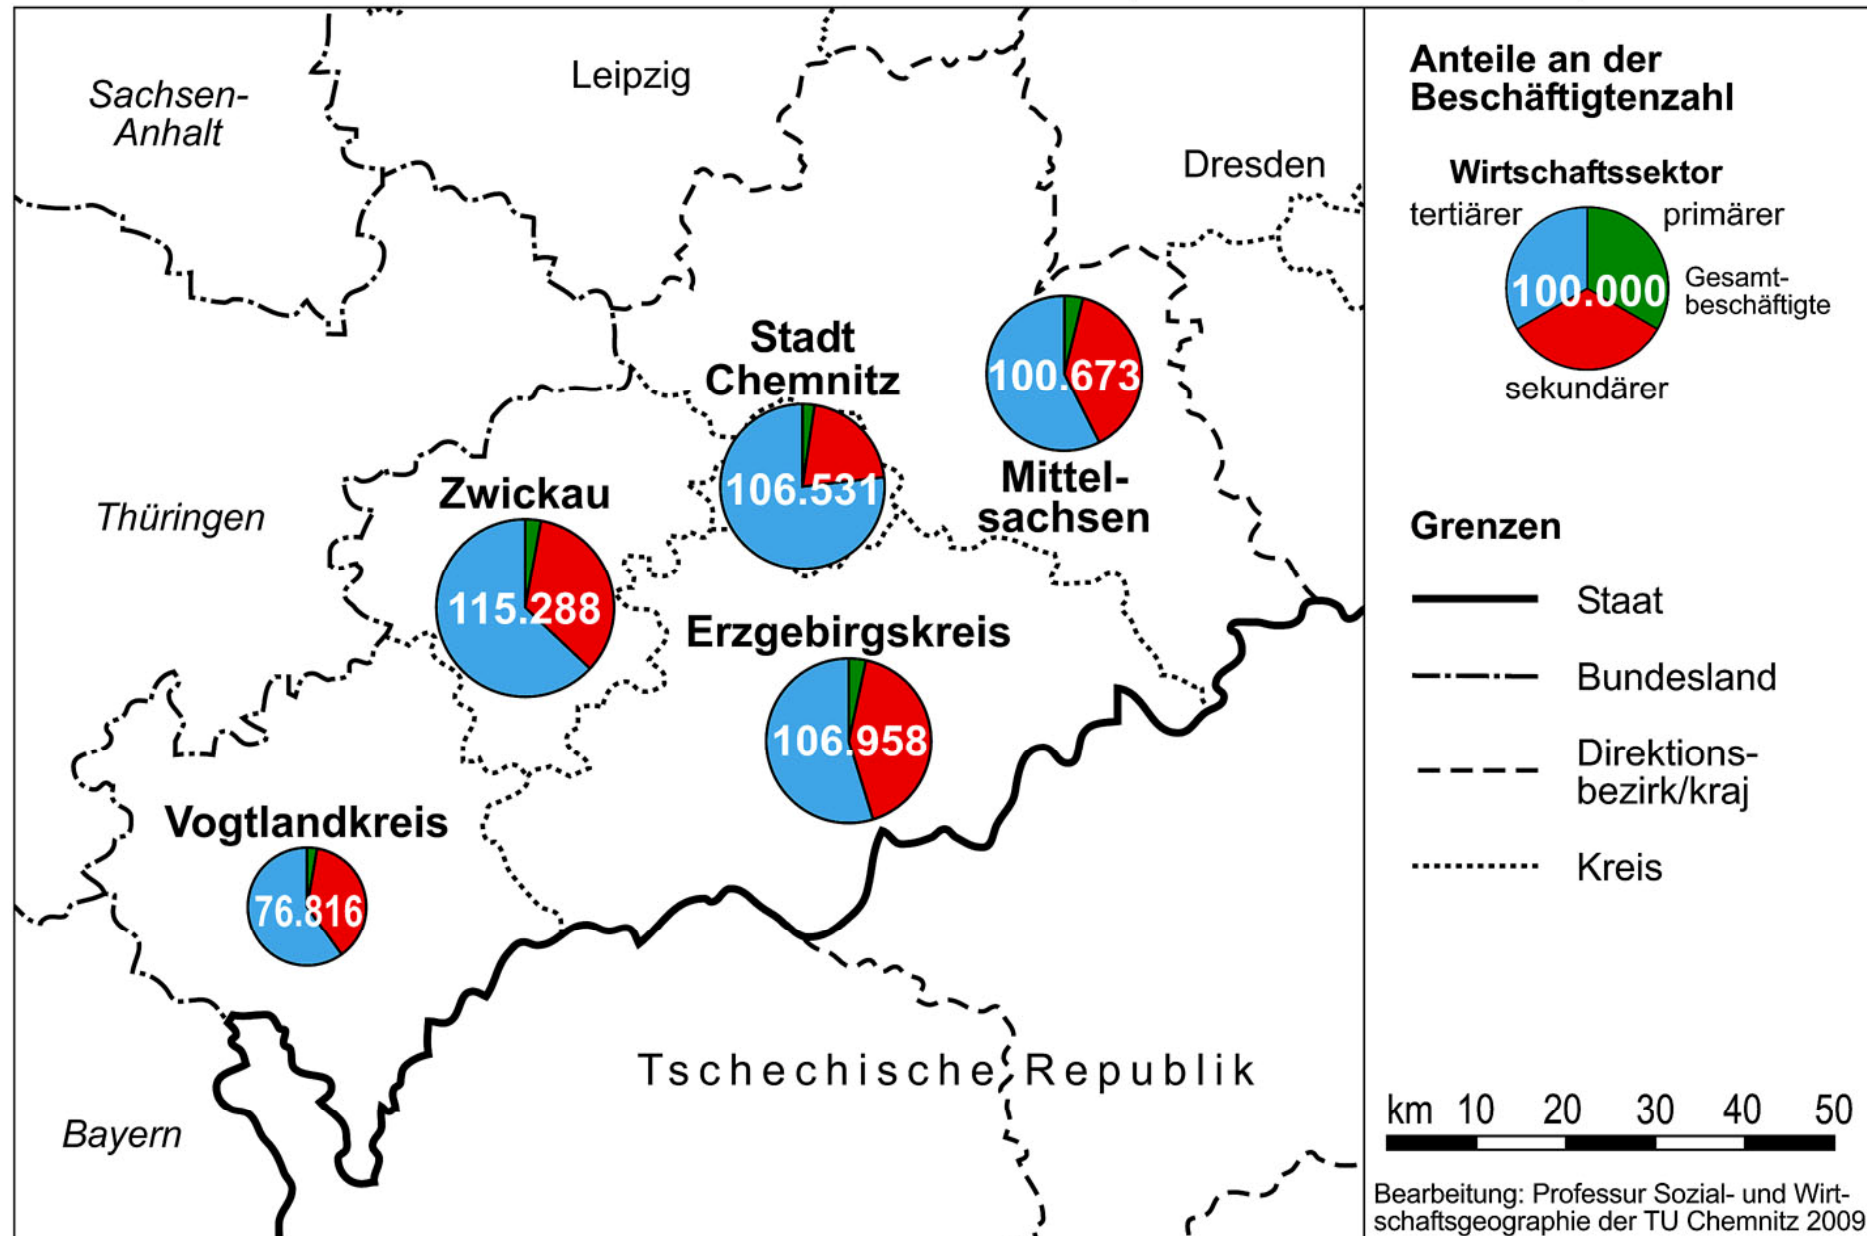 Sachsen-
Anhalt
Leipzig
Dresden
Thüringen
Stadt
Chemnitz
106.531
100.673
Mittel-
sachsen
Zwickau
115.288
Erzgebirgskreis
106.958
Vogtlandkreis
76.816
Tschechische Republik
Bayern
Anteile an der
Beschäftigtenzahl
Wirtschaftssektor
tertiärer
primärer
100.000
Gesamt-
beschäftigte
sekundärer
Grenzen
Staat
Bundesland
Direktions-
bezirk/kraj
Kreis
km 10 20 30 40 50
Bearbeitung: Professur Sozial- und Wirt-
schaftsgeographie der TU Chemnitz 2009